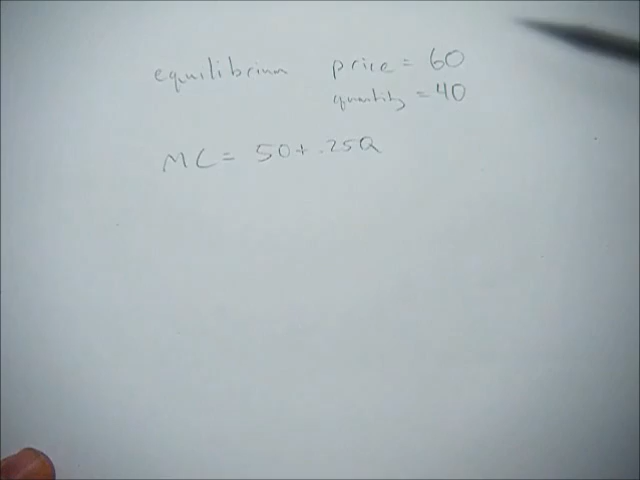 equilibrium price = 60
quantity = 40
MC = 50 + .25Q